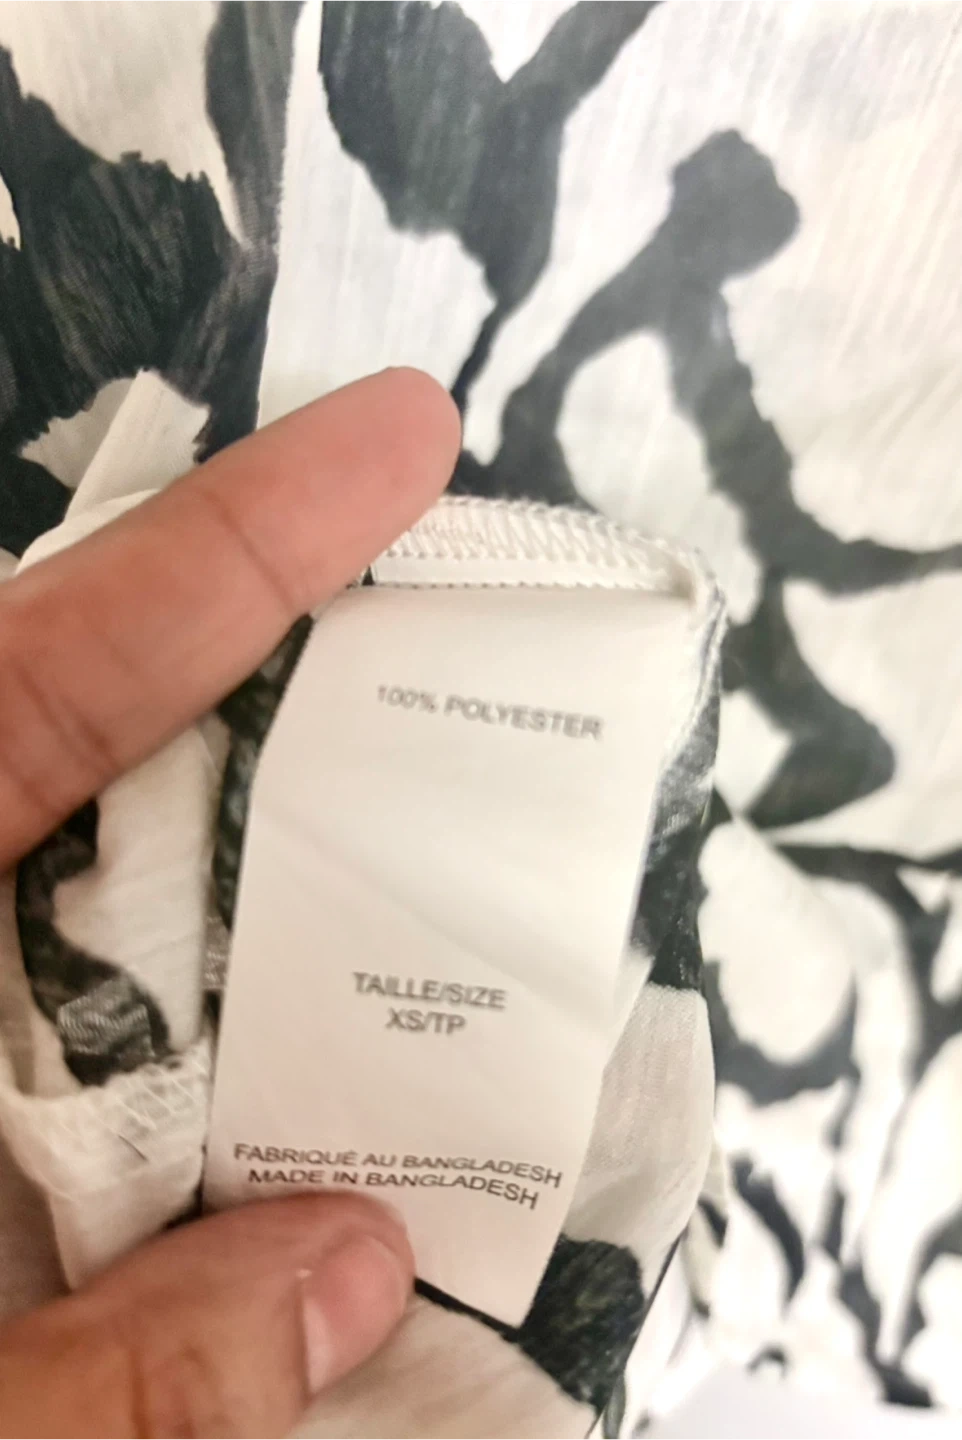 100% POLYESTER
TAILLE/SIZE
XS/TP
FABRIQUÉ AU BANGLADESH
MADE IN BANGLADESH